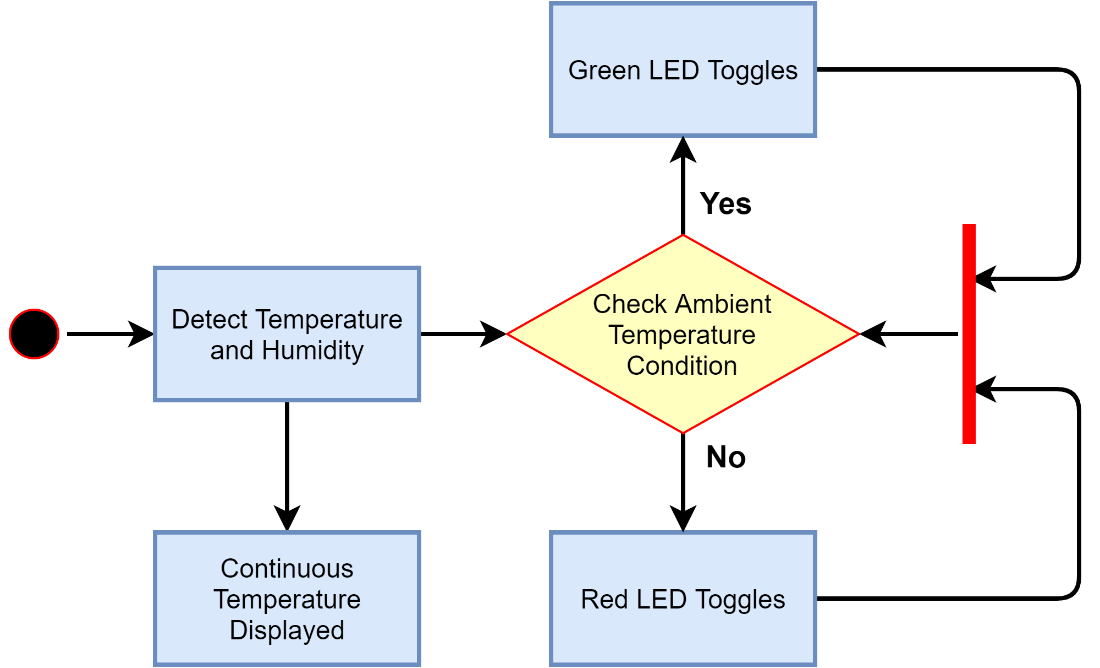 Green LED Toggles
Yes
Detect Temperature
and Humidity
Check Ambient
Temperature
Condition
No
Continuous
Temperature
Displayed
Red LED Toggles